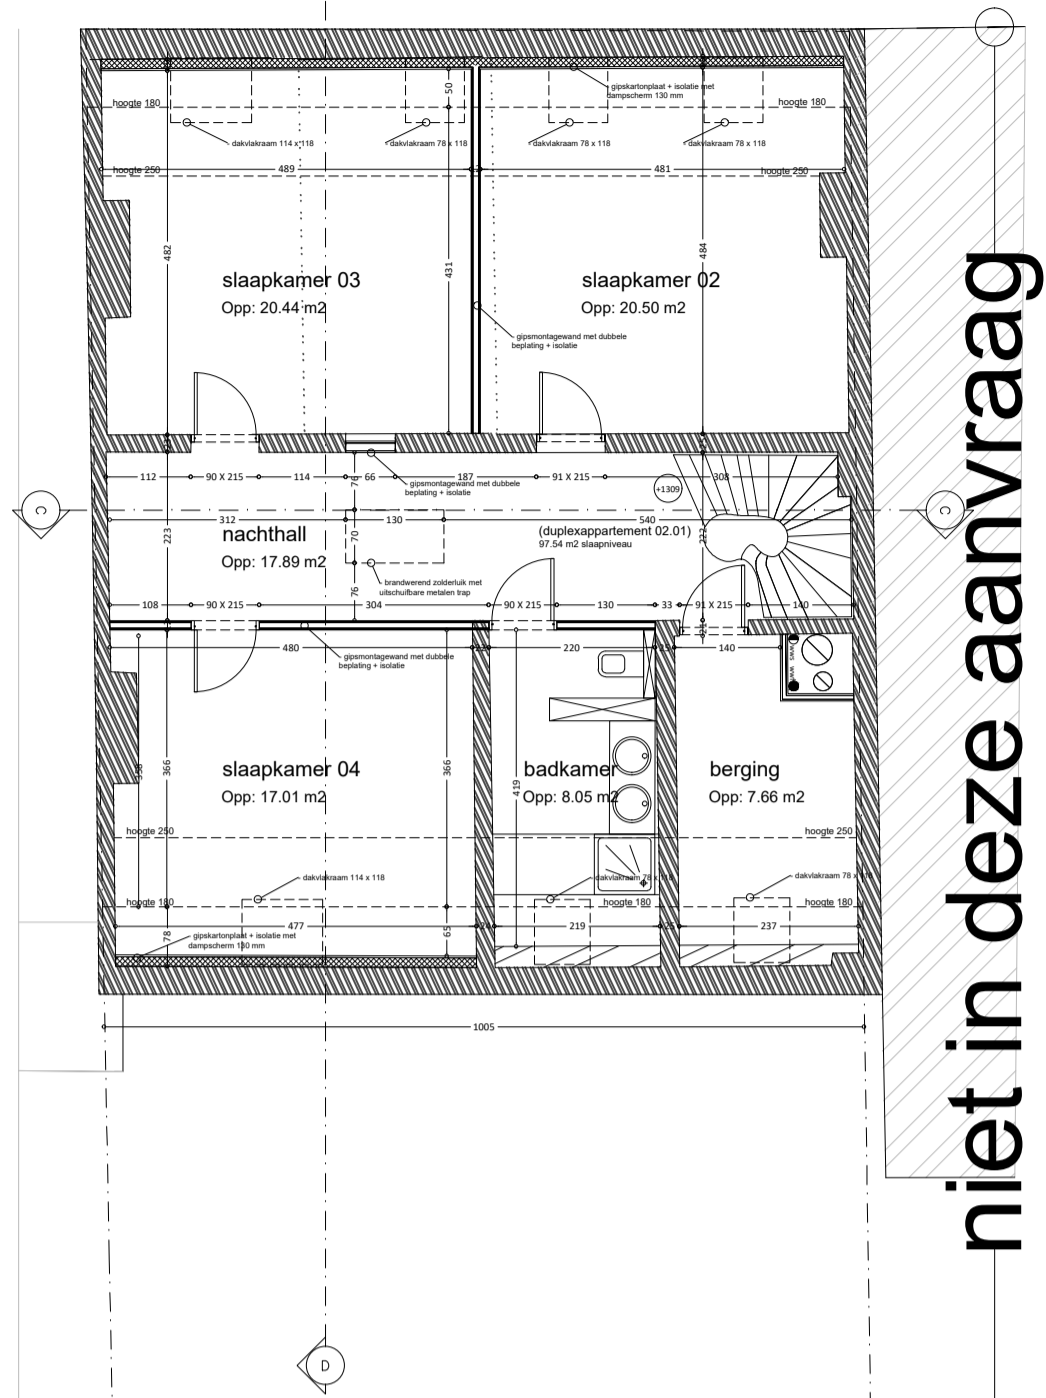 gipskartonplaat + isolatie met
dampscherm 130 mm
hoogte 180
50
hoogte 180
dakvlakraam 114 x 118
dakvlakraam 78 x 118
dakvlakraam 78 x 118
dakvlakraam 78 x 118
hoogte 250
489
481
hoogte 250
482
431
484
slaapkamer 03
Opp: 20.44 m2
slaapkamer 02
Opp: 20.50 m2
gipsmontagewand met dubbele
beplating + isolatie
112
90 X 215
114
66
187
91 X 215
308
76
gipsmontagewand met dubbele
beplating + isolatie
+1309
C
C
312
130
540
223
nachthall
Opp: 17.89 m2
70
(duplexappartement 02.01)
97.54 m2 slaapniveau
brandwerend zolderluik met
uitschuifbare metalen trap
76
108
90 X 215
304
90 X 215
130
33
91 X 215
140
480
gipsmontagewand met dubbele
beplating + isolatie
220
25
140
366
366
419
slaapkamer 04
Opp: 17.01 m2
badkamer
Opp: 8.05 m2
berging
Opp: 7.66 m2
hoogte 250
hoogte 250
dakvlakraam 114 x 118
dakvlakraam 78 x 118
dakvlakraam 78 x 118
hoogte 180
hoogte 180
hoogte 180
78
477
65
24
219
25
237
gipskartonplaat + isolatie met
dampscherm 130 mm
1005
D
niet in deze aanvraag